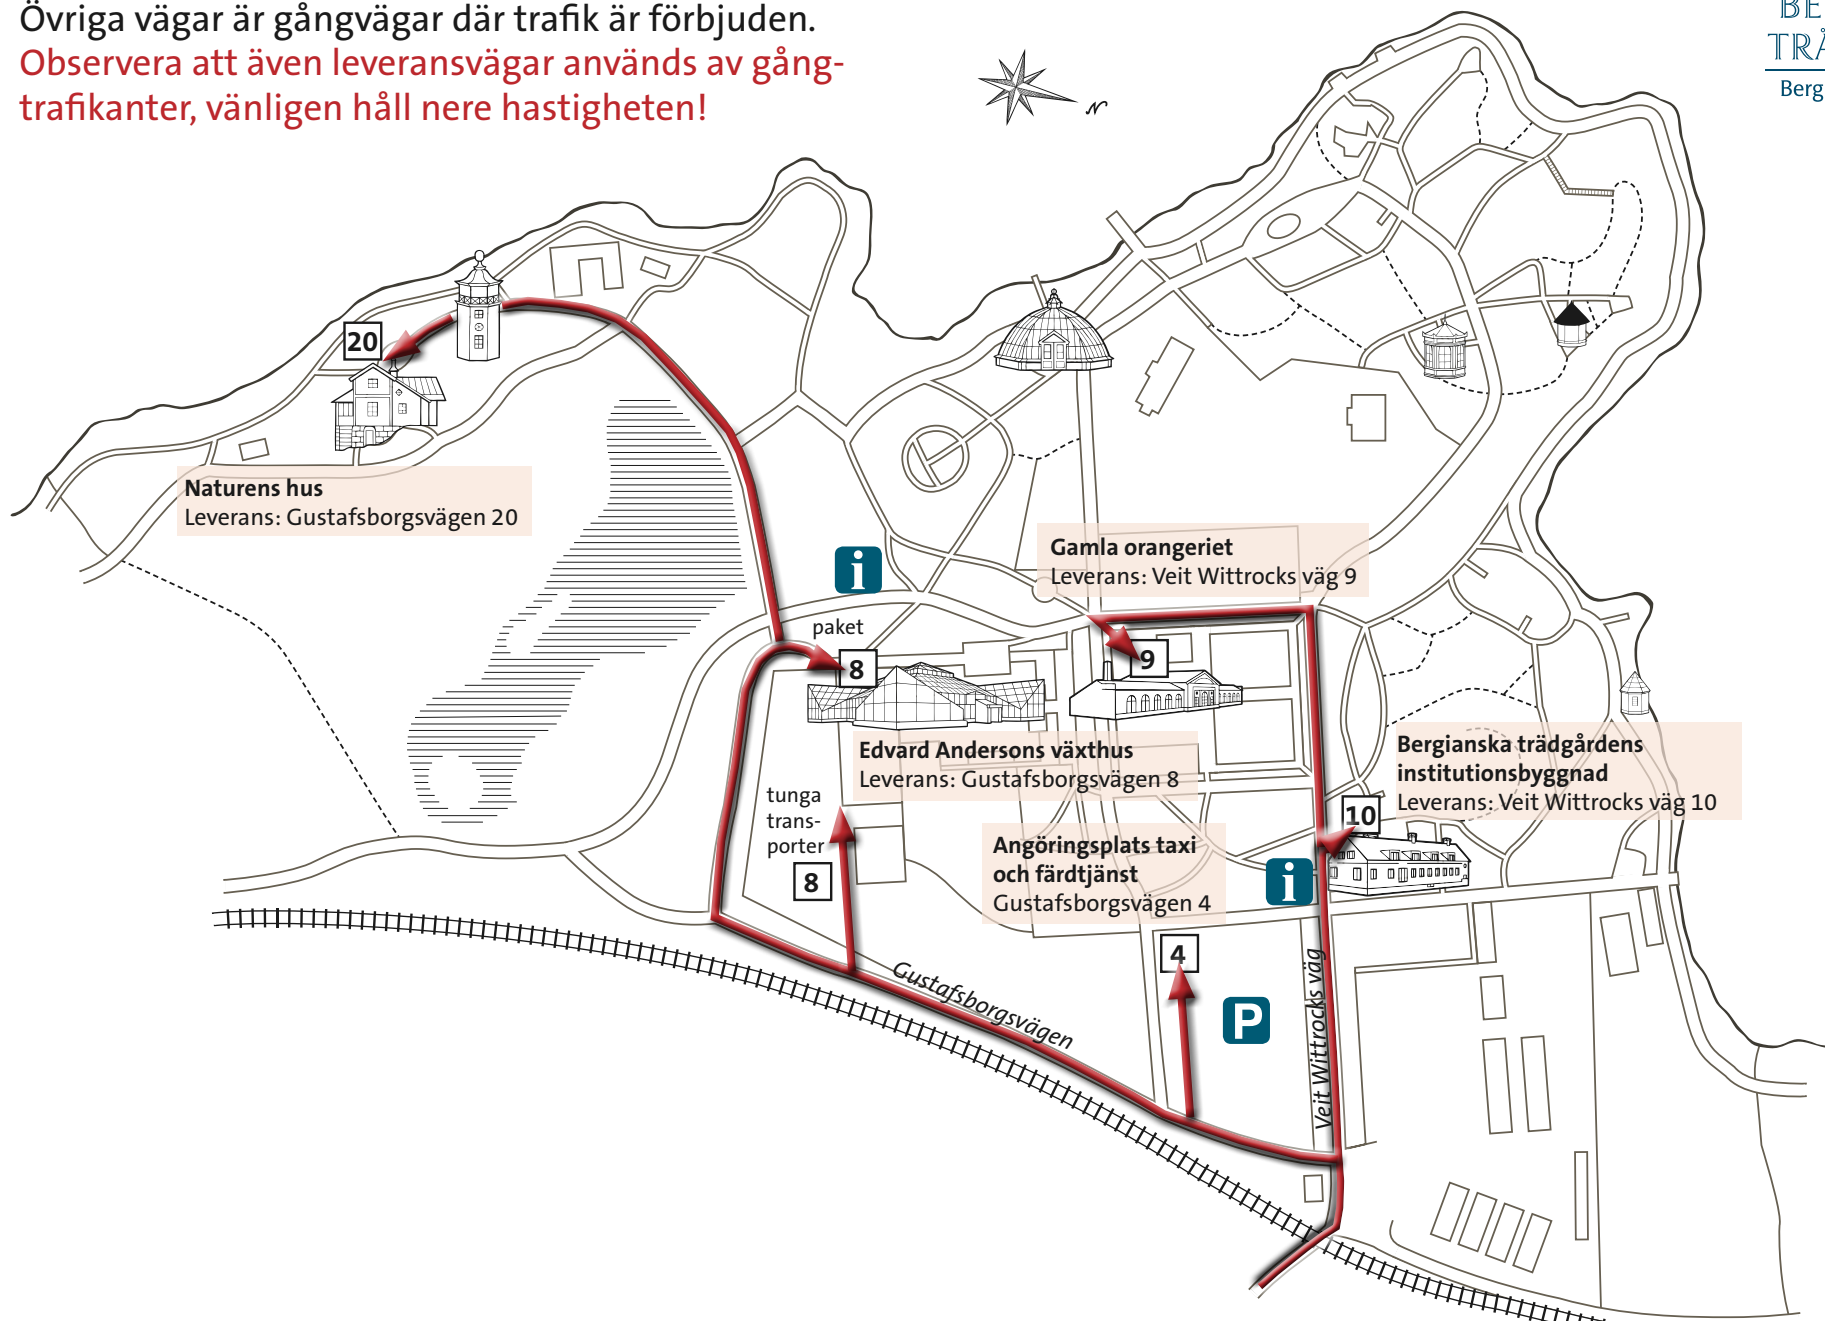 Övriga vägar är gångvägar där trafik är förbjuden.
Observera att även leveransvägar används av gång-
trafikanter, vänligen håll nere hastigheten!
N
20
Naturens hus
Leverans: Gustafsborgsvägen 20
i
Gamla orangeriet
Leverans: Veit Wittrocks väg 9
paket
8
9
Edvard Andersons växthus
Leverans: Gustafsborgsvägen 8
Bergianska trädgårdens
institutionsbyggnad
Leverans: Veit Wittrocks väg 10
tunga
trans-
porter
8
10
Angöringsplats taxi
och färdtjänst
Gustafsborgsvägen 4
i
4
P
Gustafsborgsvägen
Veit Wittrocks väg